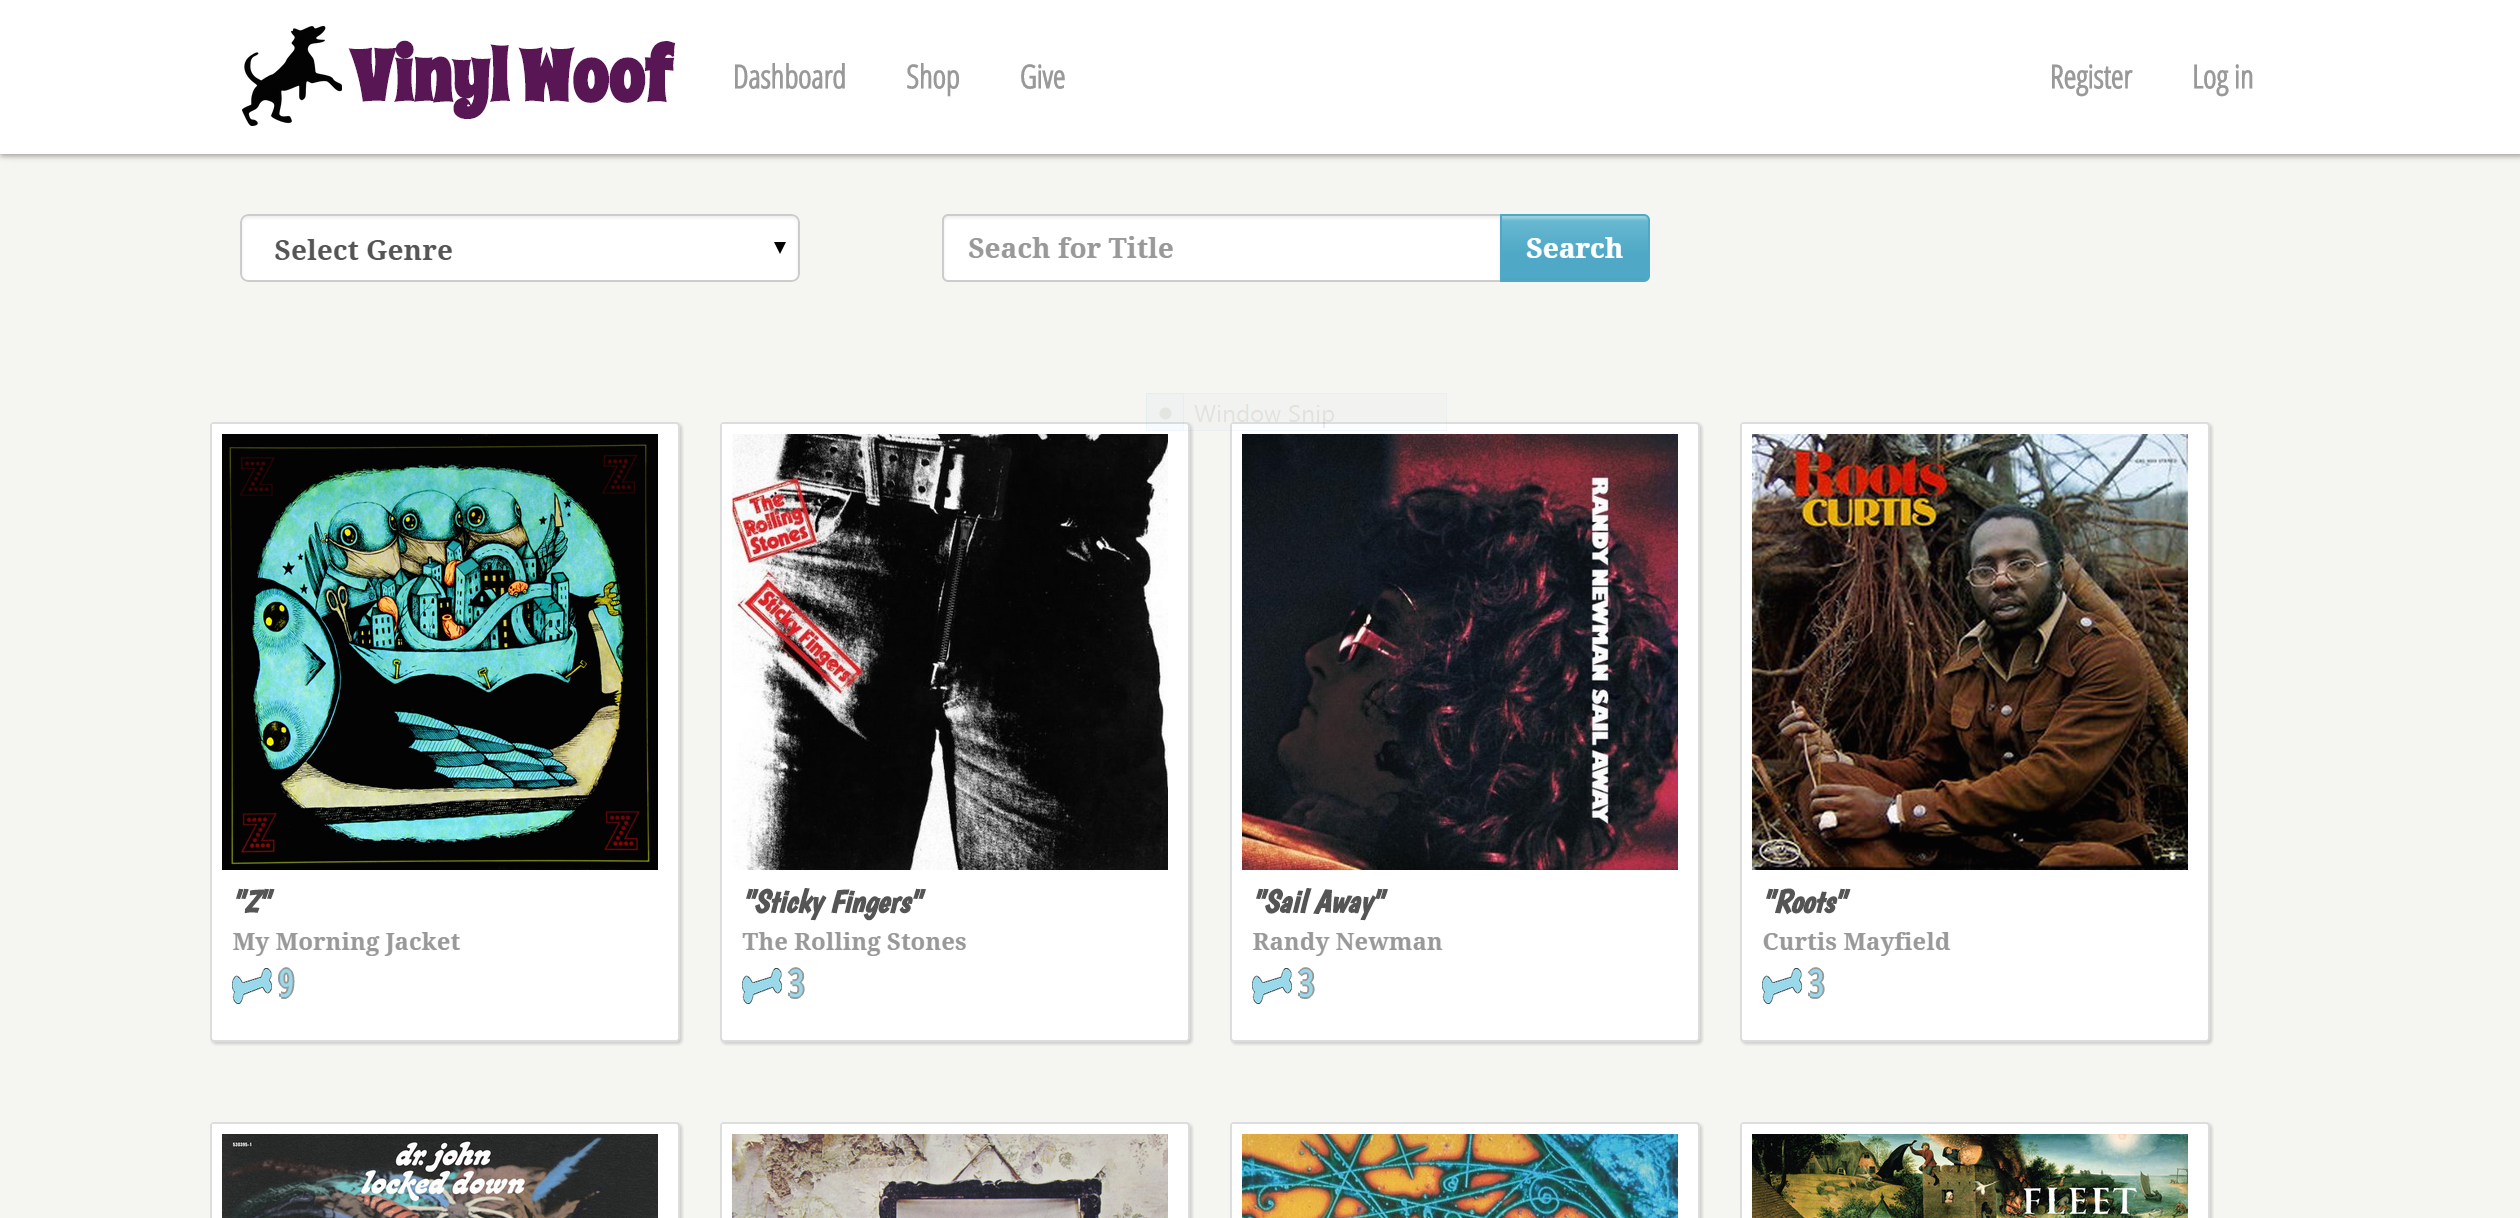 Vinyl Woof
Dashboard
Shop
Give
Register
Log in
Select Genre
Seach for Title
Search
Window Snip
Z
Z
Z
Z
The
Rolling
Stones
Sticky Fingers
RANDY NEWMAN SAIL AWAY
Roots
CURTIS
"Z"
My Morning Jacket
9
"Sticky Fingers"
The Rolling Stones
3
"Sail Away"
Randy Newman
3
"Roots"
Curtis Mayfield
3
dr. john
locked down
FLEET